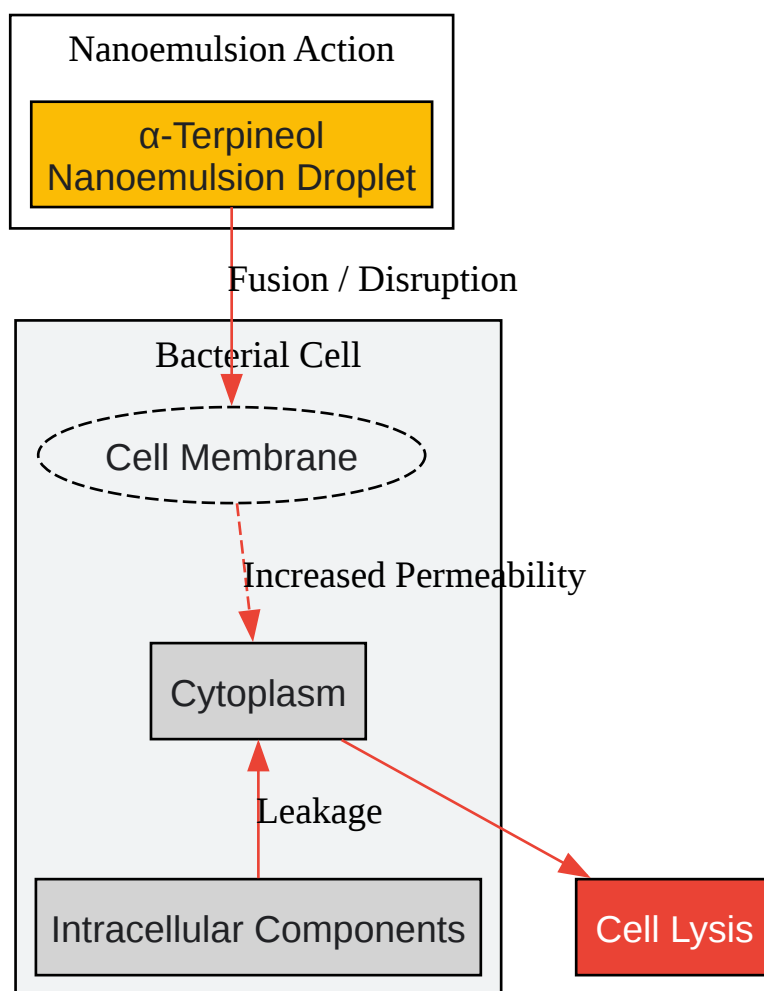 Nanoemulsion Action
α-Terpineol
Nanoemulsion Droplet
Fusion / Disruption
Bacterial Cell
Cell Membrane
Increased Permeability
Cytoplasm
Leakage
Intracellular Components
Cell Lysis